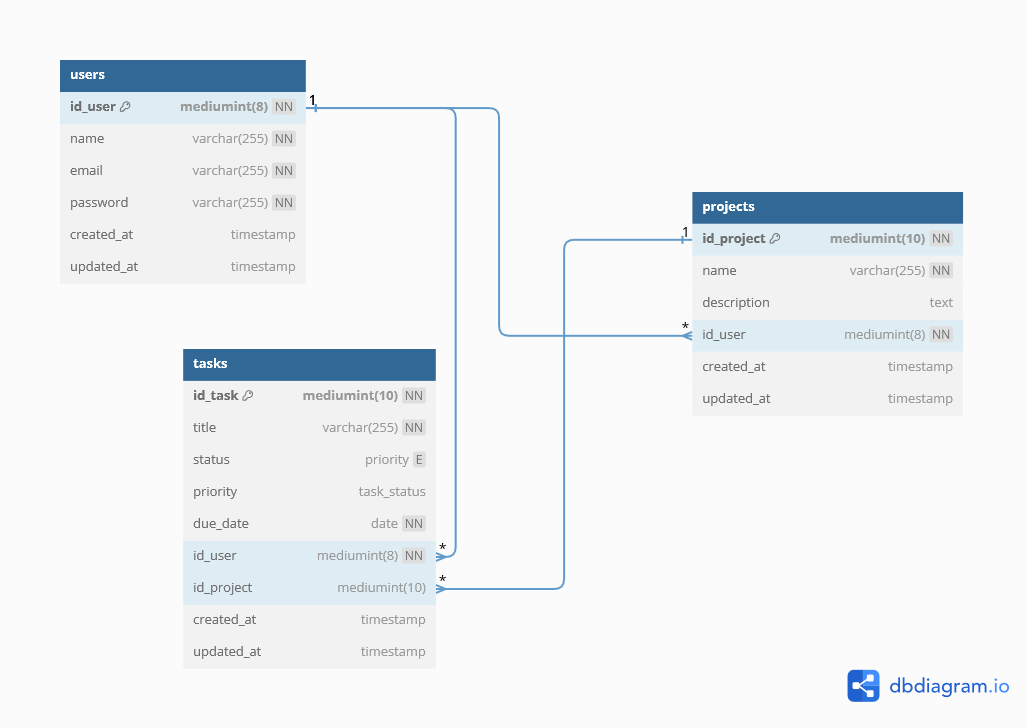 users
id_user mediumint(8) NN
name varchar(255) NN
email varchar(255) NN
password varchar(255) NN
created_at timestamp
updated_at timestamp
1
projects
1
id_project mediumint(10) NN
name varchar(255) NN
description text
*
id_user mediumint(8) NN
created_at timestamp
updated_at timestamp
tasks
id_task mediumint(10) NN
title varchar(255) NN
status priority E
priority task_status
due_date date NN
id_user mediumint(8) NN
*
id_project mediumint(10)
*
created_at timestamp
updated_at timestamp
dbdiagram.io